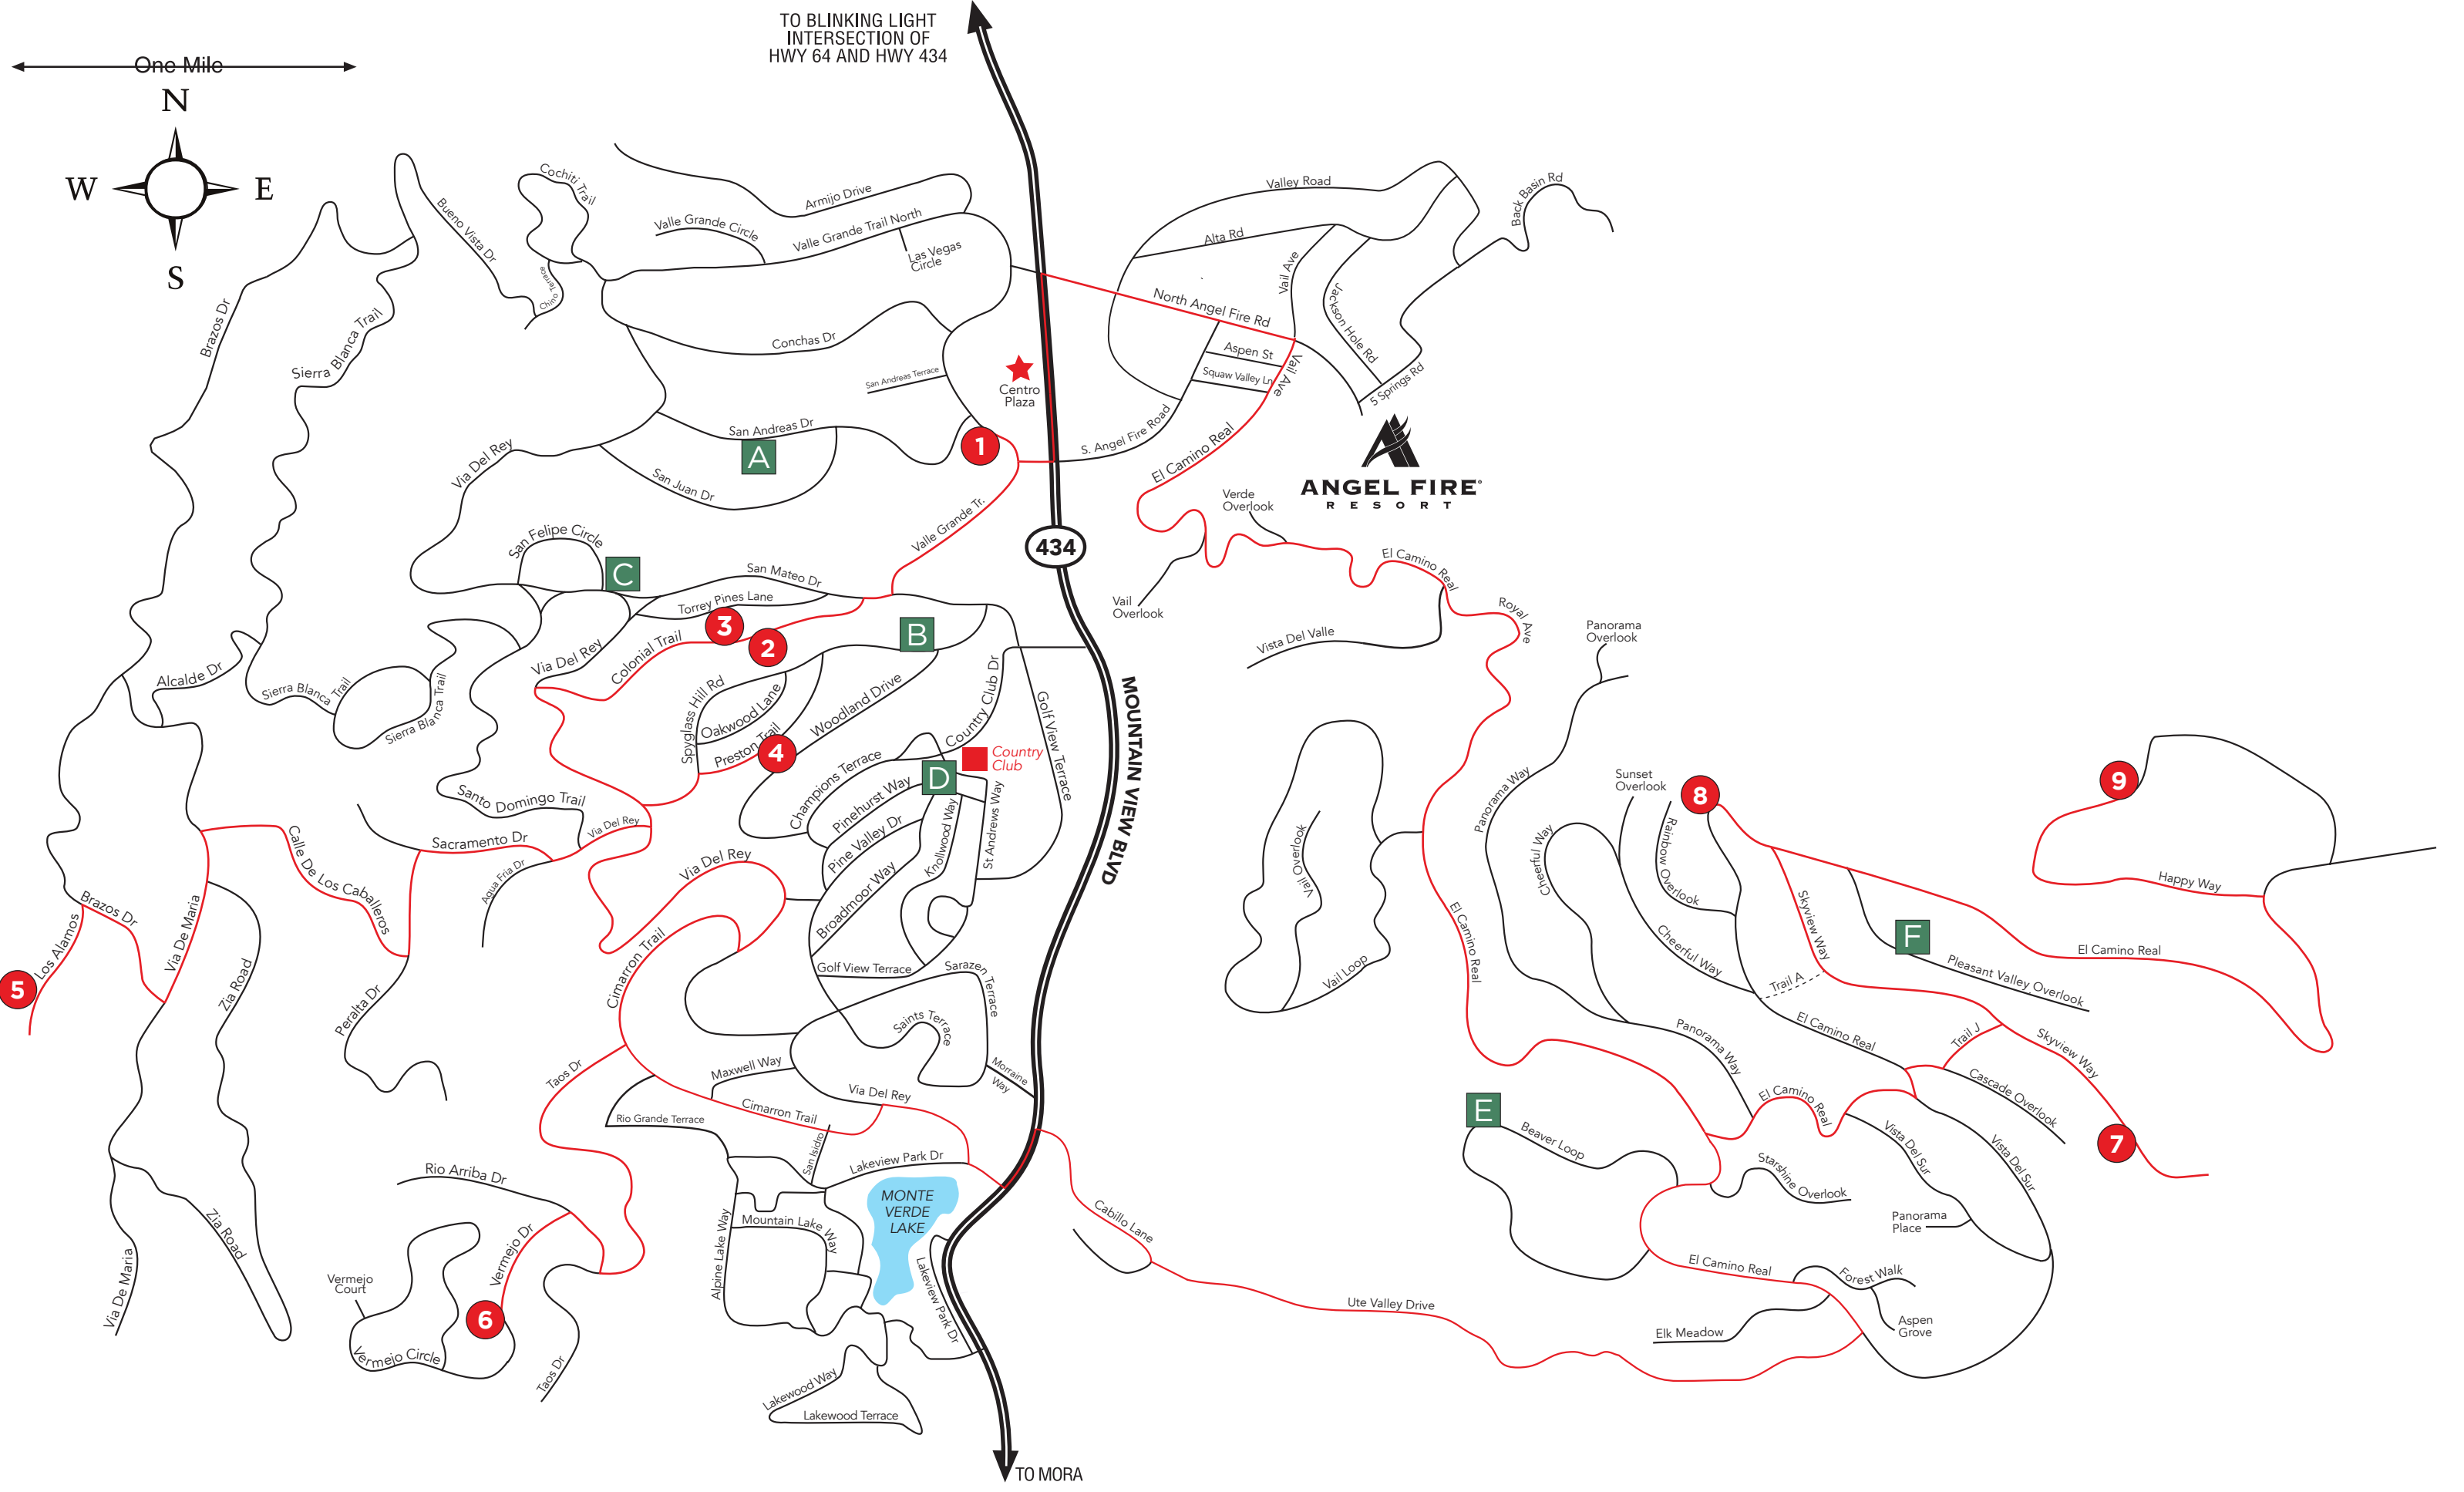 TO BLINKING LIGHT
INTERSECTION OF
HWY 64 AND HWY 434
One Mile
N
W
E
S
Cochiti Trail
Bueno Vista Dr
Chino Terrace
Armijo Drive
Valle Grande Circle
Valle Grande Trail North
Las Vegas
Circle
Valley Road
Back Basin Rd
Alta Rd
Vail Ave
Jackson Hole Rd
North Angel Fire Rd
Brazos Dr
Sierra Blanca Trail
Conchas Dr
San Andreas Terrace
Centro
Plaza
Aspen St
Squaw Valley Ln
Vail Ave
5 Springs Rd
San Andreas Dr
A
1
S. Angel Fire Road
El Camino Real
ANGEL FIRE
RESORT
Via Del Rey
San Juan Dr
Verde
Overlook
Valle Grande Tr.
San Felipe Circle
434
El Camino Real
C
San Mateo Dr
Torrey Pines Lane
Vail
Overlook
Royal Ave
Vista Del Valle
Panorama
Overlook
3
2
B
Colonial Trail
Via Del Rey
Alcalde Dr
Sierra Blanca Trail
Sierra Blanca Trail
Spyglass Hill Rd
Oakwood Lane
Preston Trail
4
Woodland Drive
Country Club Dr
Golf View Terrace
MOUNTAIN VIEW BLVD
Country
Club
D
Champions Terrace
Pinehurst Way
Pine Valley Dr
Knollwood Way
St Andrews Way
Broadmoor Way
Santo Domingo Trail
Sacramento Dr
Via Del Rey
Aqua Fria Dr
Via Del Rey
Calle De Los Caballeros
Panorama Way
Sunset
Overlook
8
9
Rainbow Overlook
Cheerful Way
Vail Overlook
Happy Way
Skyview Way
F
El Camino Real
Pleasant Valley Overlook
Brazos Dr
Los Alamos
5
Via De Maria
Zia Road
Peralta Dr
Cimarron Trail
Golf View Terrace
Sarazen Terrace
Saints Terrace
Vail Loop
El Camino Real
Cheerful Way
Trail A
El Camino Real
Trail J
Skyview Way
Panorama Way
Taos Dr
Maxwell Way
Morraine
Way
Via Del Rey
Cimarron Trail
Rio Grande Terrace
San Isidro
Lakeview Park Dr
E
Beaver Loop
El Camino Real
Cascade Overlook
Vista Del Sur
Vista Del Sur
7
Starshine Overlook
Rio Arriba Dr
MONTE
VERDE
LAKE
Mountain Lake Way
Alpine Lake Way
Cabillo Lane
Panorama
Place
Zia Road
Via De Maria
Vermejo Dr
Vermejo
Court
6
Vermejo Circle
Taos Dr
Lakeview Park Dr
El Camino Real
Forest Walk
Ute Valley Drive
Elk Meadow
Aspen
Grove
Lakewood Way
Lakewood Terrace
TO MORA